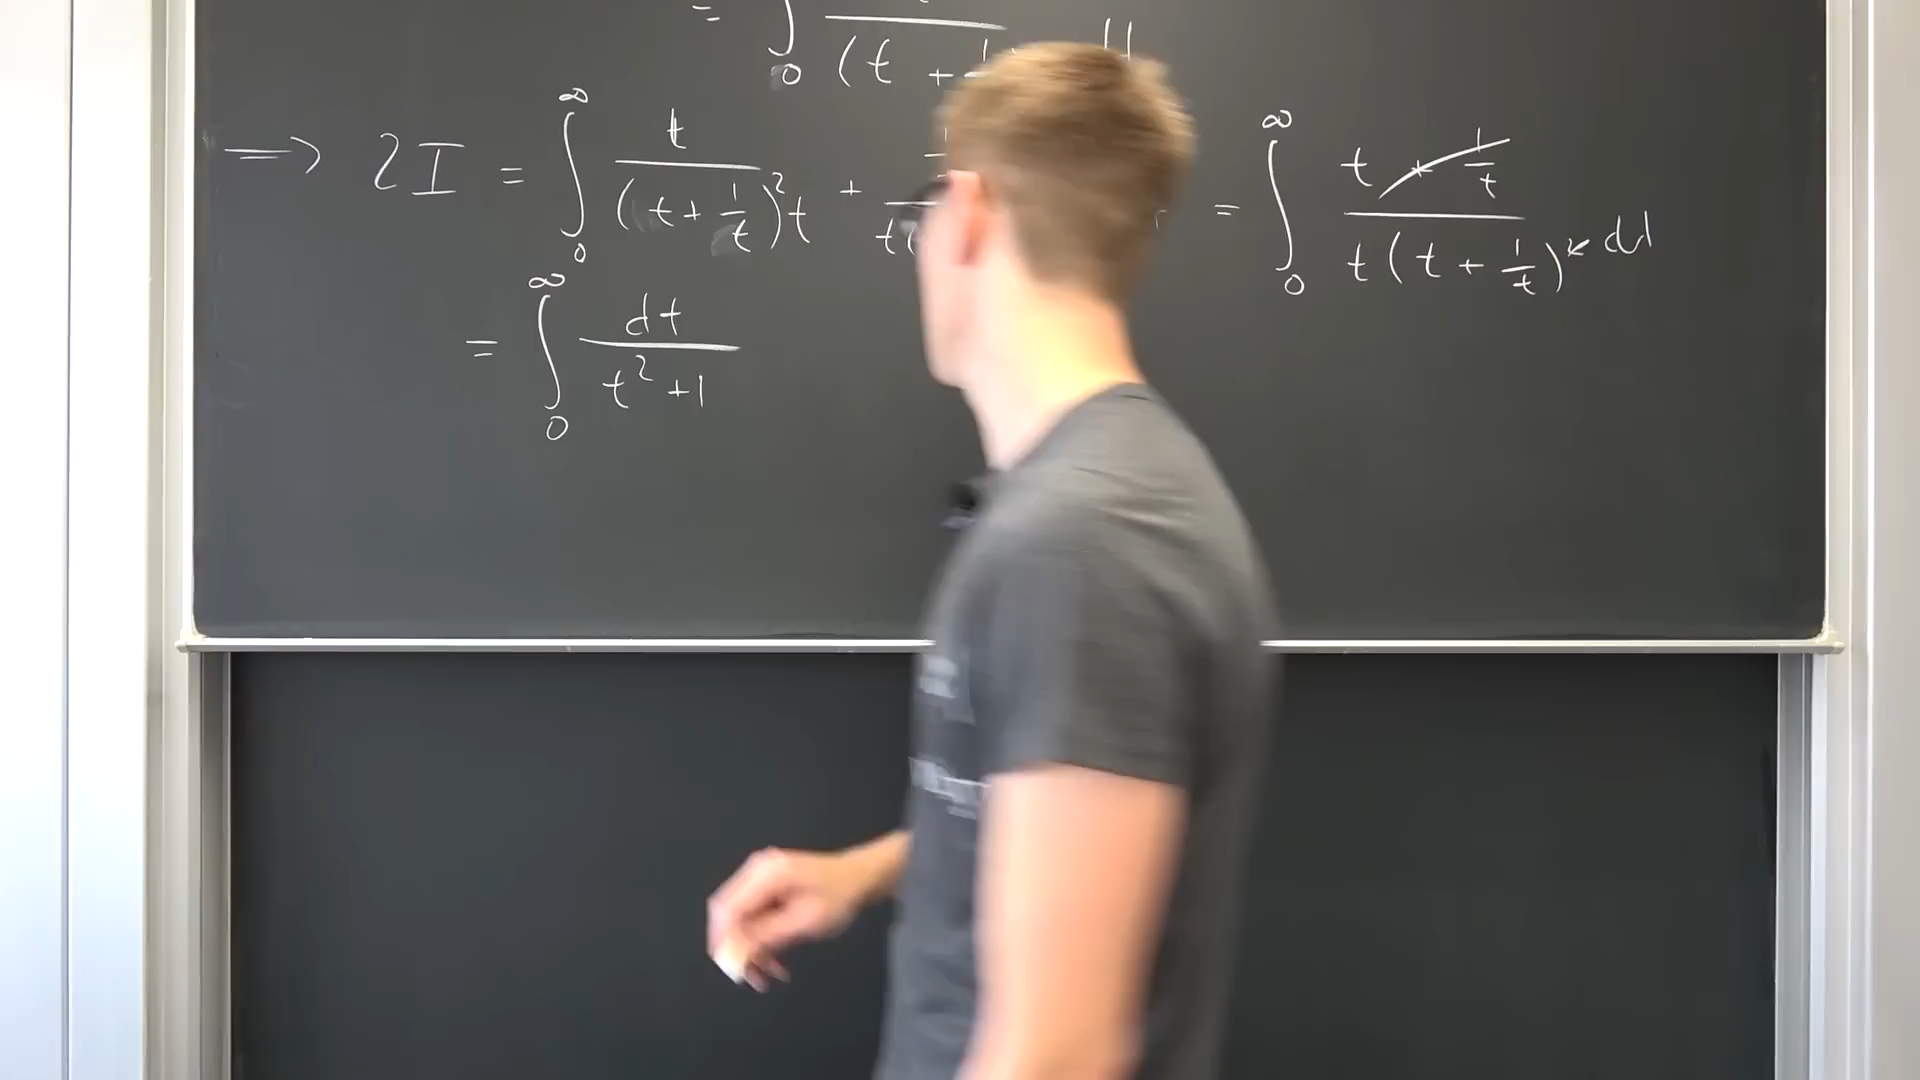 = ∫₀ (t +
⟹ 2I = ∫₀^∞ t / (t + 1/t)² t + = ∫₀^∞ t + 1/t / t(t + 1/t)² dt
= ∫₀^∞ dt / t² + 1